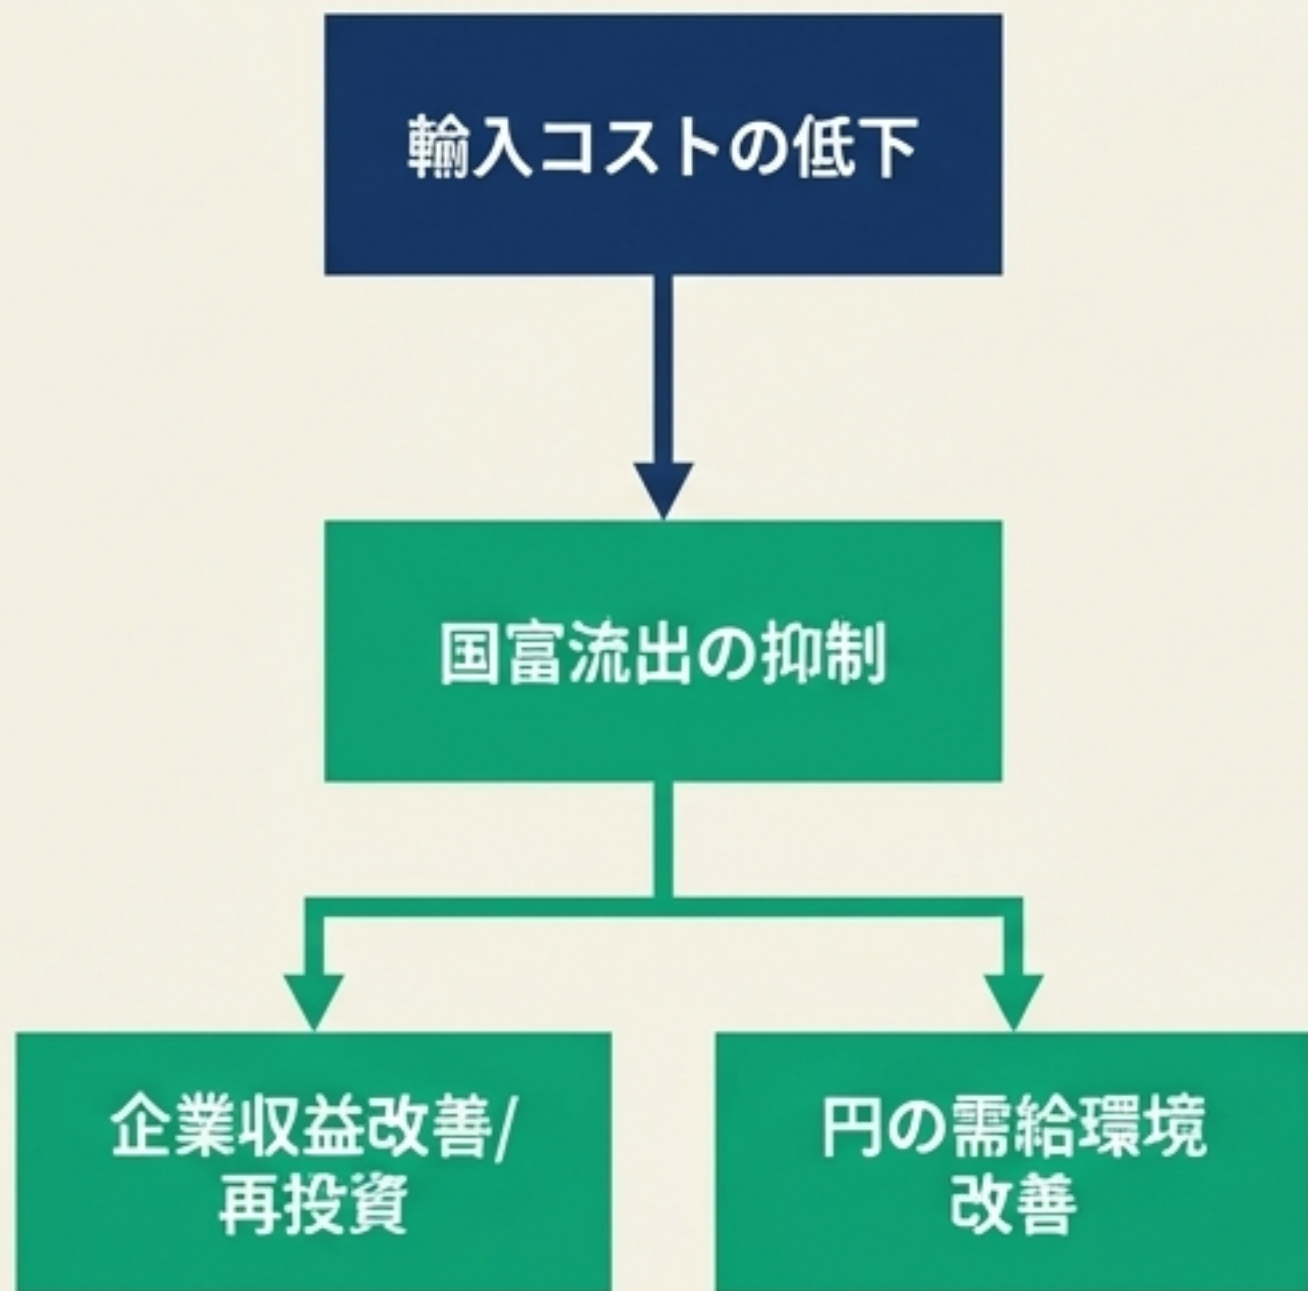 輸入コストの低下
国富流出の抑制
企業収益改善/
再投資
円の需給環境
改善